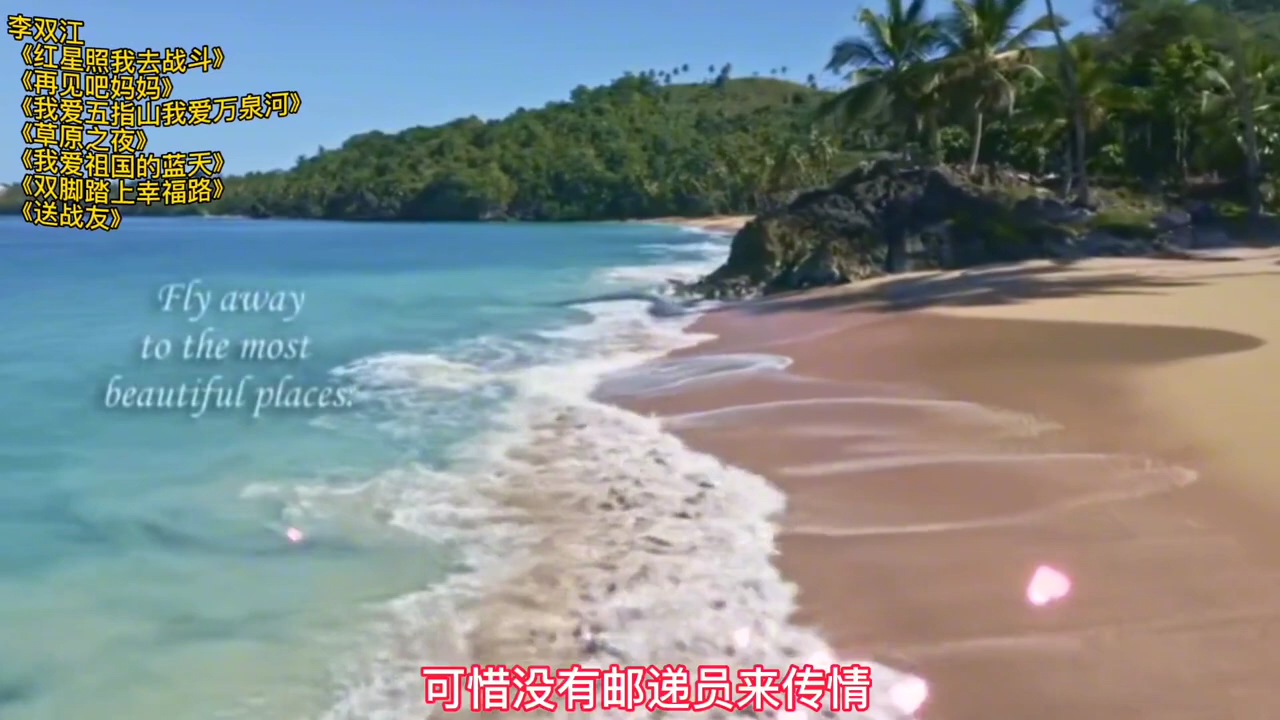 李双江
《红星照我去战斗》
《再见吧妈妈》
《我爱五指山我爱万泉河》
《草原之夜》
《我爱祖国的蓝天》
《双脚踏上幸福路》
《送战友》
Fly away
to the most
beautiful places.
可惜没有邮递员来传情